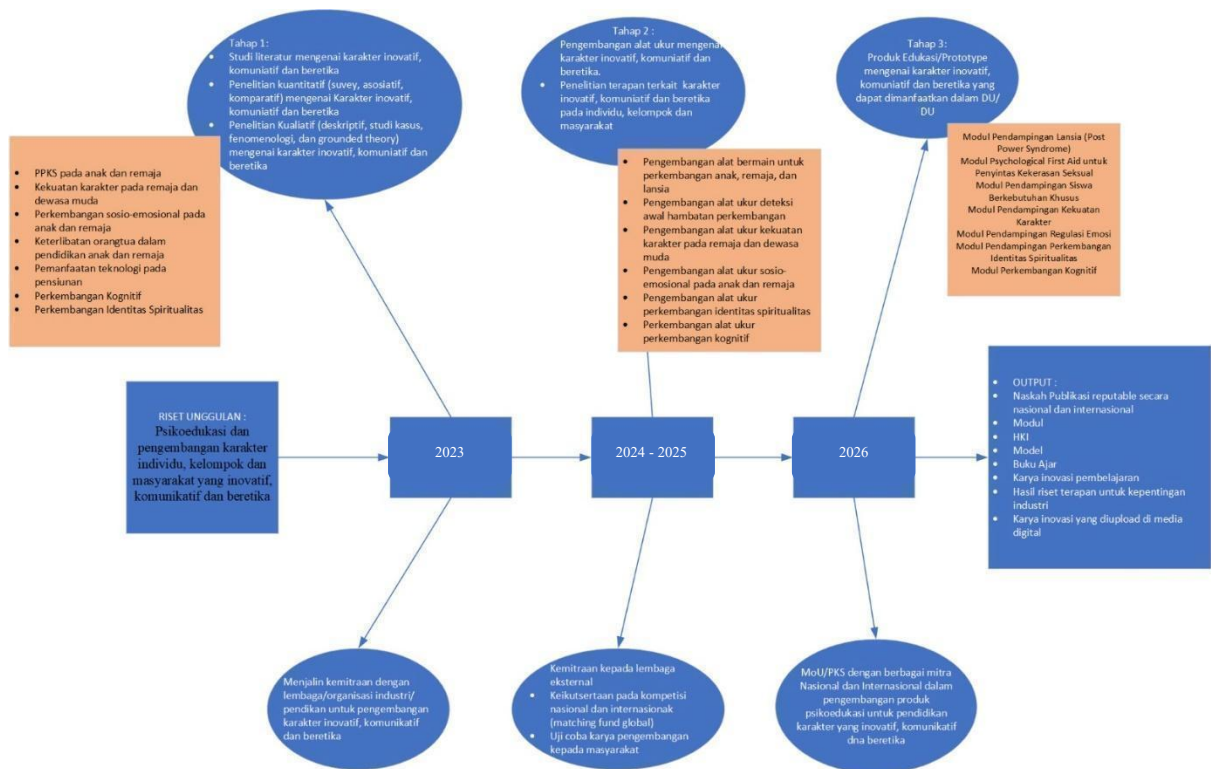 Tahap 1:
• Studi literatur mengenai karakter inovatif,
komuniatif dan beretika
• Penelitian kuantitatif (suvey, asosiatif,
komparatif) mengenai Karakter inovatif,
komuniatif dan beretika
• Penelitian Kualiatif (deskriptif, studi kasus,
fenomenologi, dan grounded theory)
mengenai karakter inovatif, komuniatif dan
beretika
Tahap 2 :
Pengembangan alat ukur mengenai
karakter inovatif, komuniatif dan
beretika.
• Penelitian terapan terkait karakter
inovatif, komuniatif dan beretika
pada individu, kelompok dan
masyarakat
Tahap 3:
Produk Edukasi/Prototype
mengenai karakter inovatif,
komuniatif dan beretika yang
dapat dimanfaatkan dalam DU/
DU
• PPKS pada anak dan remaja
• Kekuatan karakter pada remaja dan
dewasa muda
• Perkembangan sosio-emosional pada
anak dan remaja
• Keterlibatan orangtua dalam
pendidikan anak dan remaja
• Pemanfaatan teknologi pada
pensiunan
• Perkembangan Kognitif
• Perkembangan Identitas Spiritualitas
• Pengembangan alat bermain untuk
perkembangan anak, remaja, dan
lansia
• Pengembangan alat ukur deteksi
awal hambatan perkembangan
• Pengembangan alat ukur kekuatan
karakter pada remaja dan dewasa
muda
• Pengembangan alat ukur sosio-
emosional pada anak dan remaja
• Pengembangan alat ukur
perkembangan identitas spiritualitas
• Perkembangan alat ukur
perkembangan kognitif
Modul Pendampingan Lansia (Post
Power Syndrome)
Modul Psychological First Aid untuk
Penyintas Kekerasan Seksual
Modul Pendampingan Siswa
Berkebutuhan Khusus
Modul Pendampingan Kekuatan
Karakter
Modul Pendampingan Regulasi Emosi
Modul Pendampingan Perkembangan
Identitas Spiritualitas
Modul Perkembangan Kognitif
RISET UNGGULAN :
Psikoedukasi dan
pengembangan karakter
individu, kelompok dan
masyarakat yang inovatif,
komunikatif dan beretika
2023
2024 - 2025
2026
• OUTPUT :
• Naskah Publikasi reputable secara
nasional dan internasional
• Modul
• HKI
• Model
• Buku Ajar
• Karya inovasi pembelajaran
• Hasil riset terapan untuk kepentingan
industri
• Karya inovasi yang diupload di media
digital
Menjalin kemitraan dengan
lembaga/organisasi industri/
pendikan untuk pengembangan
karakter inovatif, komunikatif
dan beretika
Kemitraan kepada lembaga
eksternal
• Keikutsertaan pada kompetisi
nasional dan internasionak
(matching fund global)
• Uji coba karya pengembangan
kepada masyarakat
MoU/PKS dengan berbagai mitra
Nasional dan Internasional dalam
pengembangan produk
psikoedukasi untuk pendidikan
karakter yang inovatif, komunikatif
dna beretika